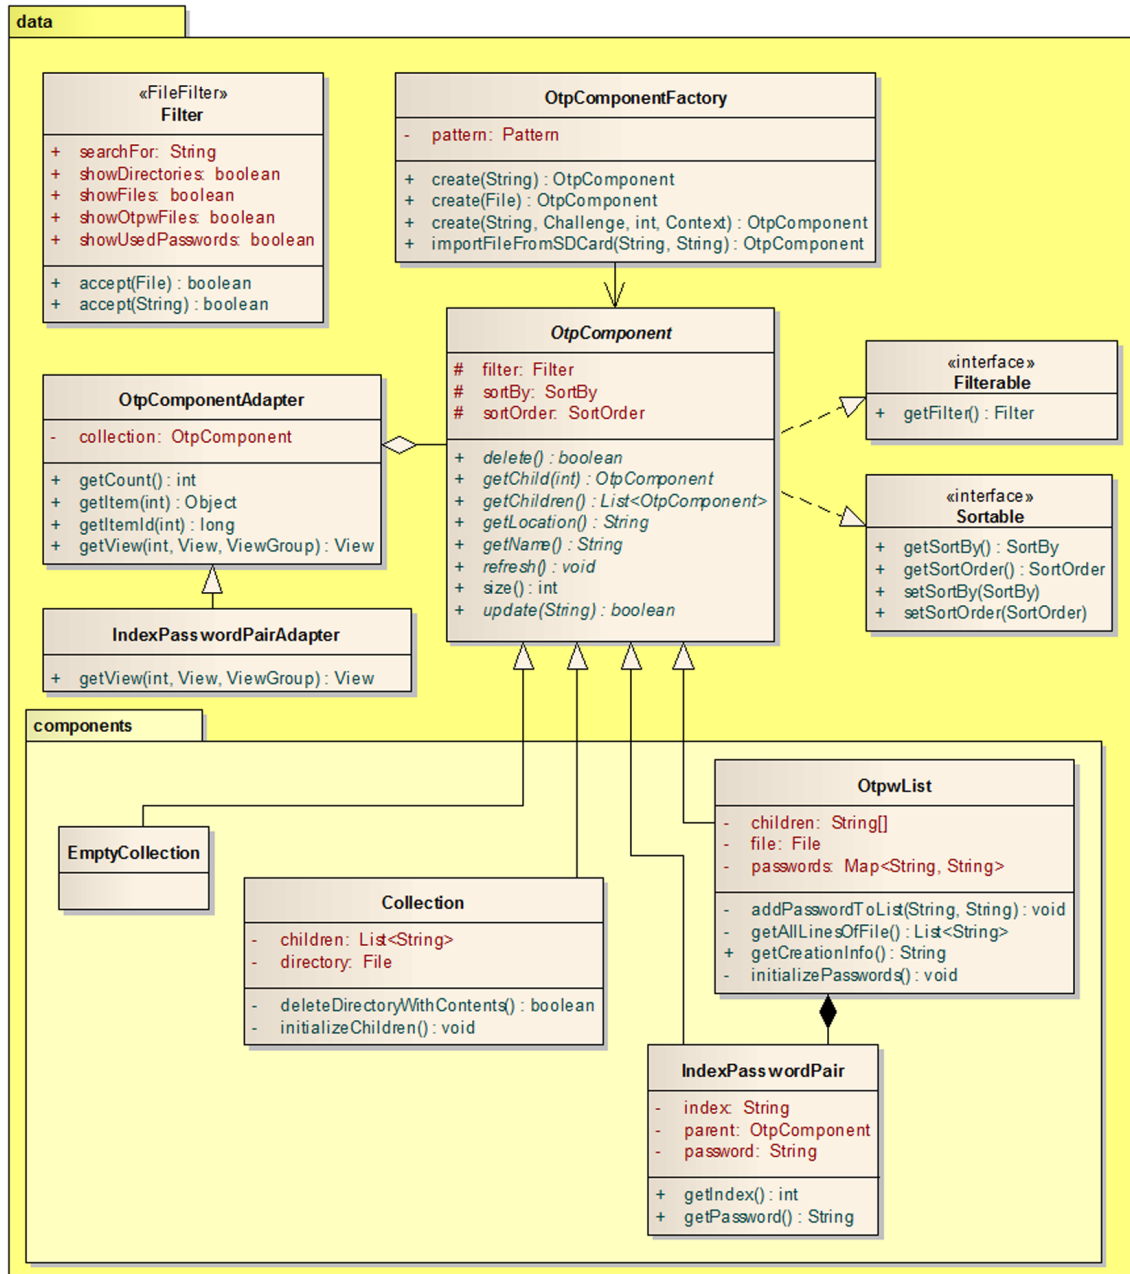 data
«FileFilter»
Filter
+ searchFor: String
+ showDirectories: boolean
+ showFiles: boolean
+ showOtpwFiles: boolean
+ showUsedPasswords: boolean
+ accept(File) : boolean
+ accept(String) : boolean
OtpComponentFactory
- pattern: Pattern
+ create(String) : OtpComponent
+ create(File) : OtpComponent
+ create(String, Challenge, int, Context) : OtpComponent
+ importFileFromSDCard(String, String) : OtpComponent
OtpComponent
# filter: Filter
# sortBy: SortBy
# sortOrder: SortOrder
+ delete() : boolean
+ getChild(int) : OtpComponent
+ getChildren() : List<OtpComponent>
+ getLocation() : String
+ getName() : String
+ refresh() : void
+ size() : int
+ update(String) : boolean
«interface»
Filterable
+ getFilter() : Filter
«interface»
Sortable
+ getSortBy() : SortBy
+ getSortOrder() : SortOrder
+ setSortBy(SortBy)
+ setSortOrder(SortOrder)
OtpComponentAdapter
- collection: OtpComponent
+ getCount() : int
+ getItem(int) : Object
+ getItemId(int) : long
+ getView(int, View, ViewGroup) : View
IndexPasswordPairAdapter
+ getView(int, View, ViewGroup) : View
components
EmptyCollection
Collection
- children: List<String>
- directory: File
- deleteDirectoryWithContents() : boolean
- initializeChildren() : void
OtpwList
- children: String[]
- file: File
- passwords: Map<String, String>
- addPasswordToList(String, String) : void
- getAllLinesOfFile() : List<String>
+ getCreationInfo() : String
- initializePasswords() : void
IndexPasswordPair
- index: String
- parent: OtpComponent
- password: String
+ getIndex() : int
+ getPassword() : String